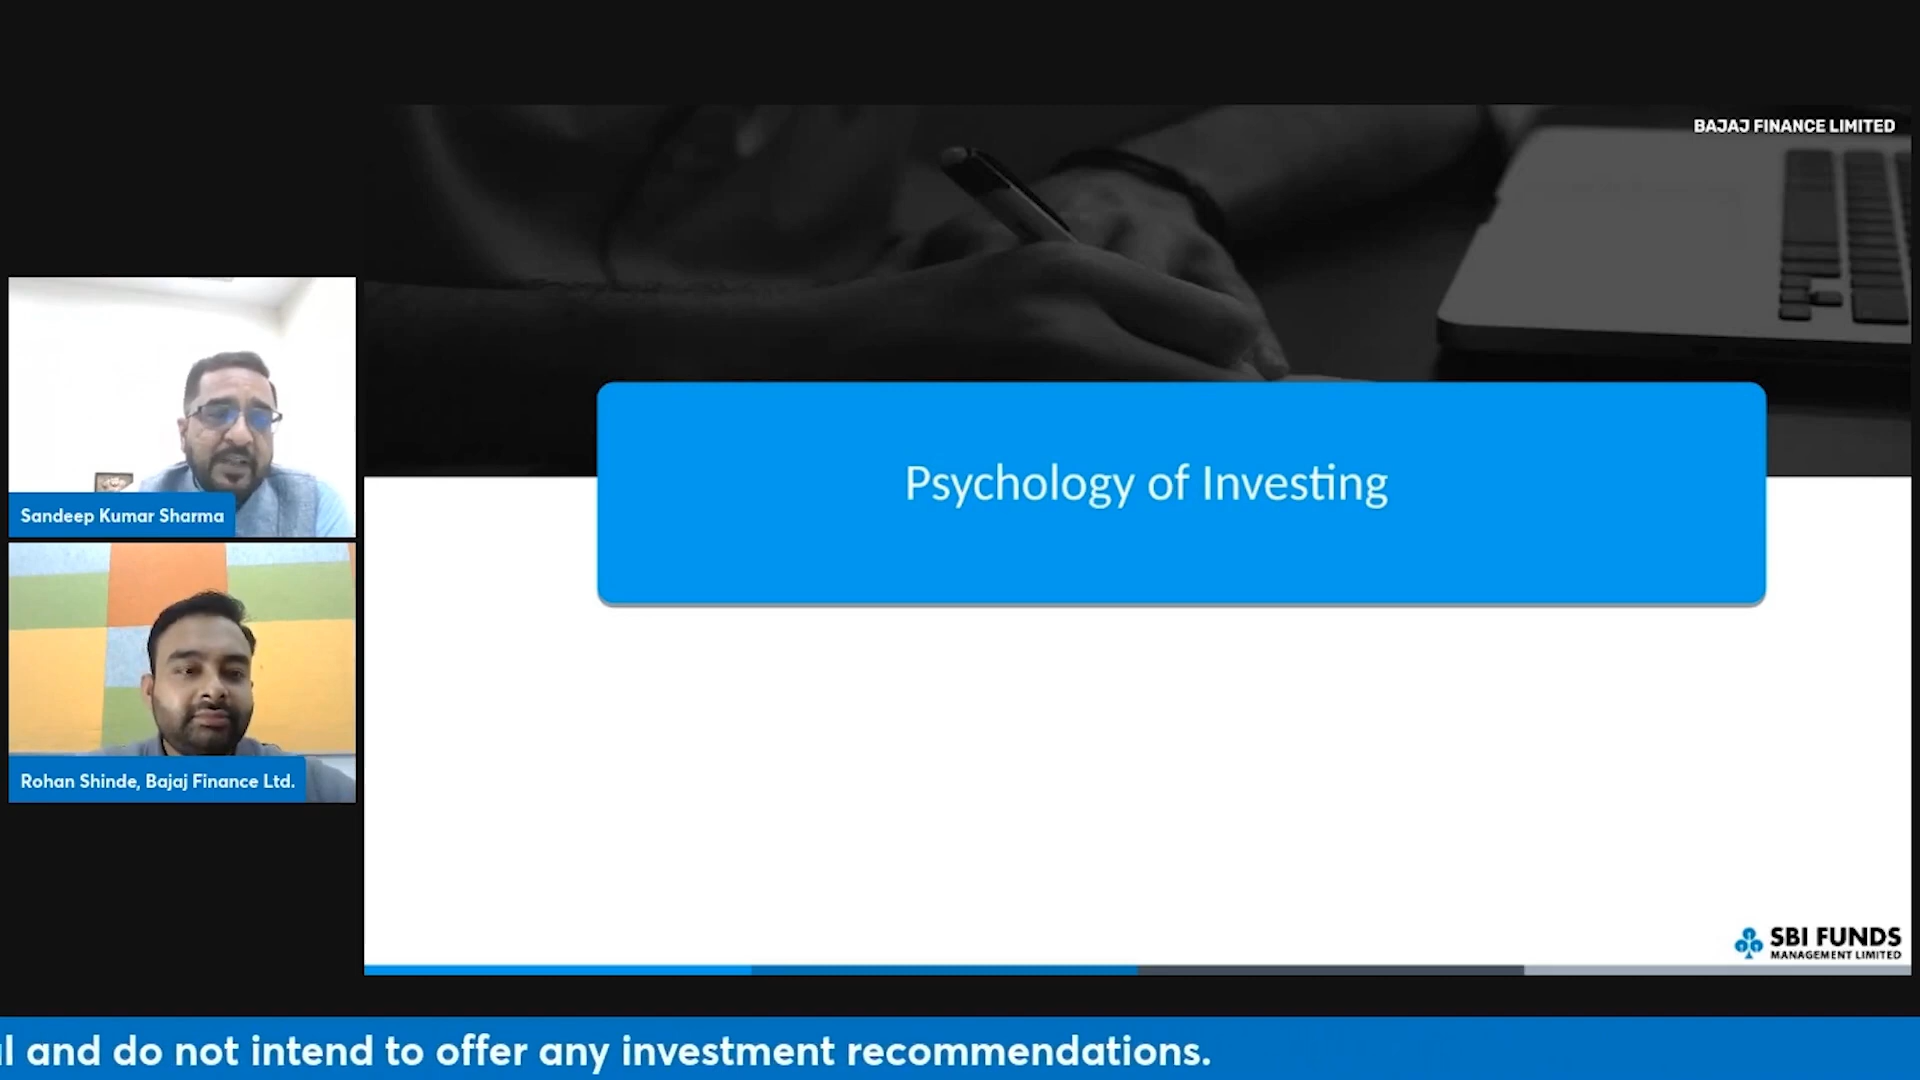 BAJAJ FINANCE LIMITED
Psychology of Investing
Sandeep Kumar Sharma
Rohan Shinde, Bajaj Finance Ltd.
SBI FUNDS
MANAGEMENT LIMITED
and do not intend to offer any investment recommendations.